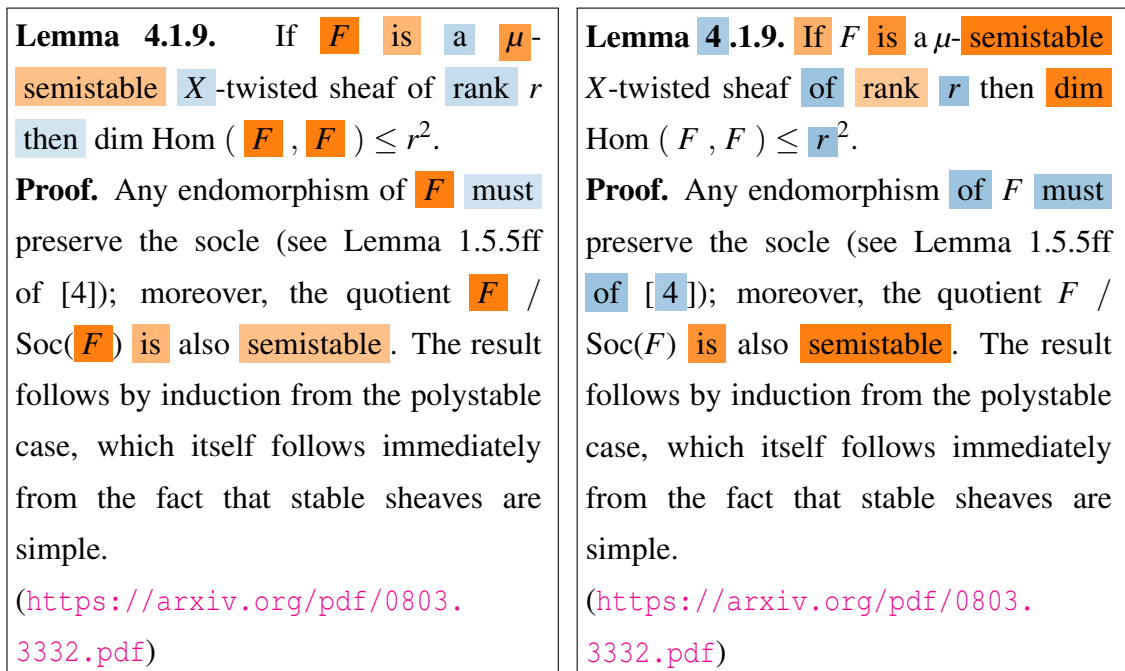 Lemma 4.1.9. If F is a μ-
semistable X-twisted sheaf of rank r
then dim Hom ( F , F ) ≤ r².
Proof. Any endomorphism of F must
preserve the socle (see Lemma 1.5.5ff
of [4]); moreover, the quotient F /
Soc( F ) is also semistable. The result
follows by induction from the polystable
case, which itself follows immediately
from the fact that stable sheaves are
simple.
(https://arxiv.org/pdf/0803.
3332.pdf)
Lemma 4.1.9. If F is a μ-semistable
X-twisted sheaf of rank r then dim
Hom ( F , F ) ≤ r².
Proof. Any endomorphism of F must
preserve the socle (see Lemma 1.5.5ff
of [4]); moreover, the quotient F /
Soc(F) is also semistable. The result
follows by induction from the polystable
case, which itself follows immediately
from the fact that stable sheaves are
simple.
(https://arxiv.org/pdf/0803.
3332.pdf)